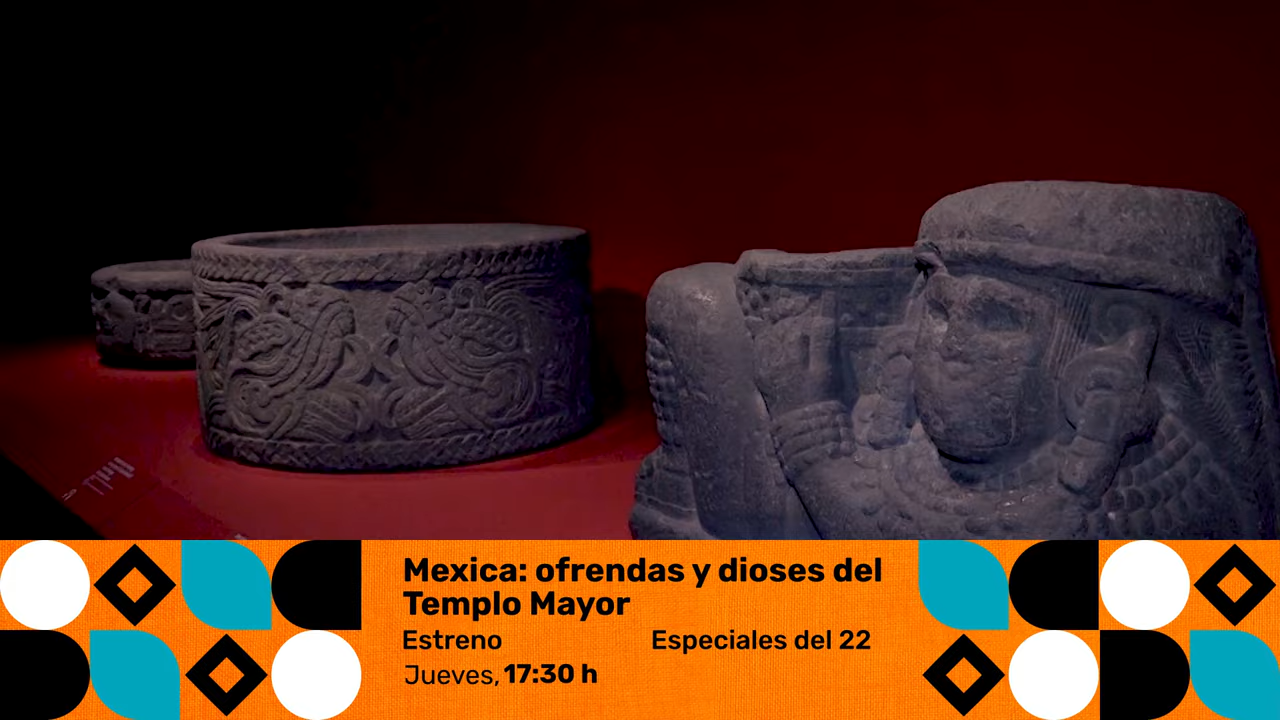 Mexica: ofrendas y dioses del
Templo Mayor
Estreno
Especiales del 22
Jueves, 17:30 h